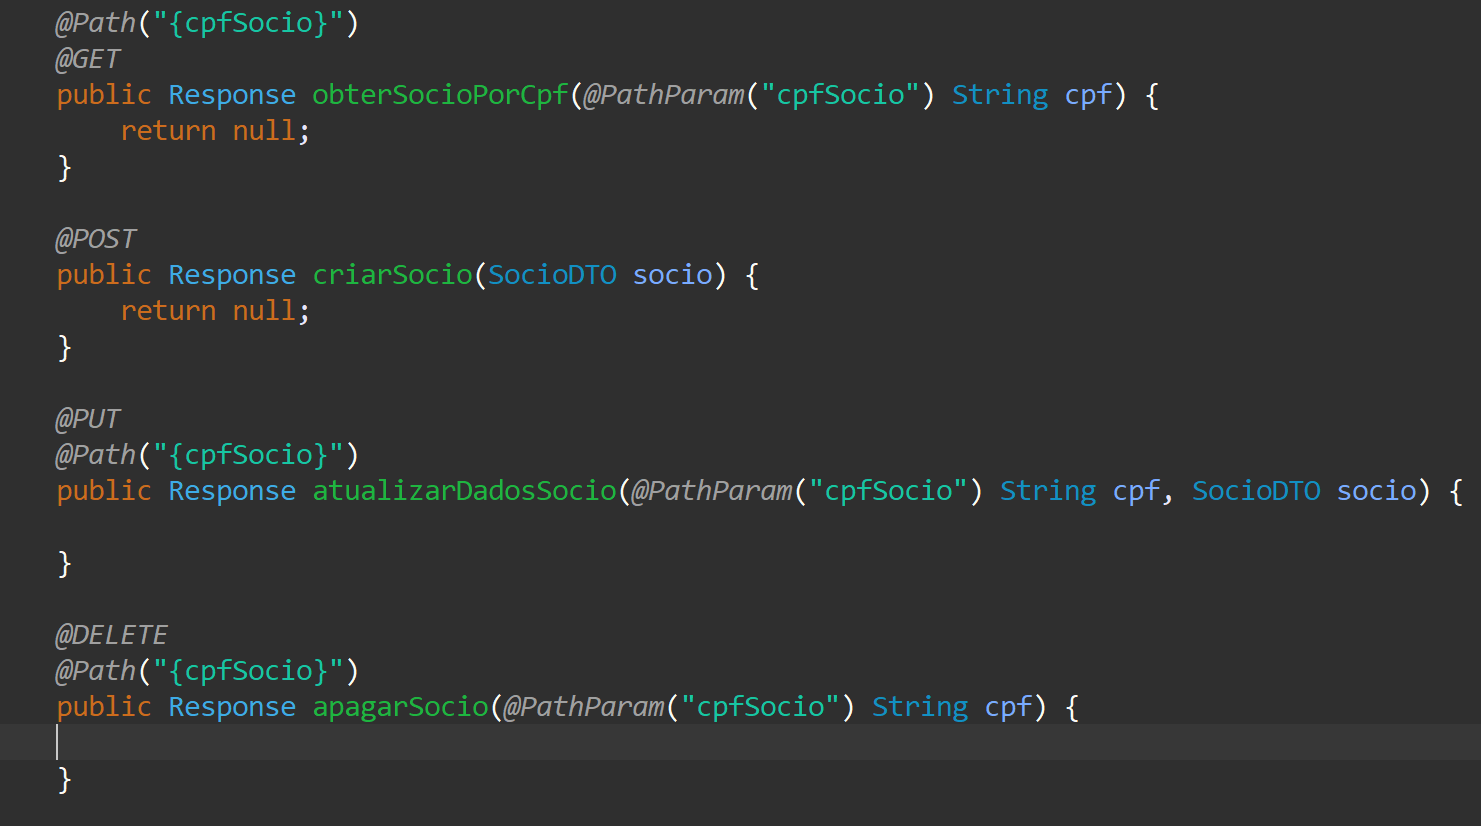 @Path("{cpfSocio}")
@GET
public Response obterSocioPorCpf(@PathParam("cpfSocio") String cpf) {
    return null;
}
@POST
public Response criarSocio(SocioDTO socio) {
    return null;
}
@PUT
@Path("{cpfSocio}")
public Response atualizarDadosSocio(@PathParam("cpfSocio") String cpf, SocioDTO socio) {
}
@DELETE
@Path("{cpfSocio}")
public Response apagarSocio(@PathParam("cpfSocio") String cpf) {
}